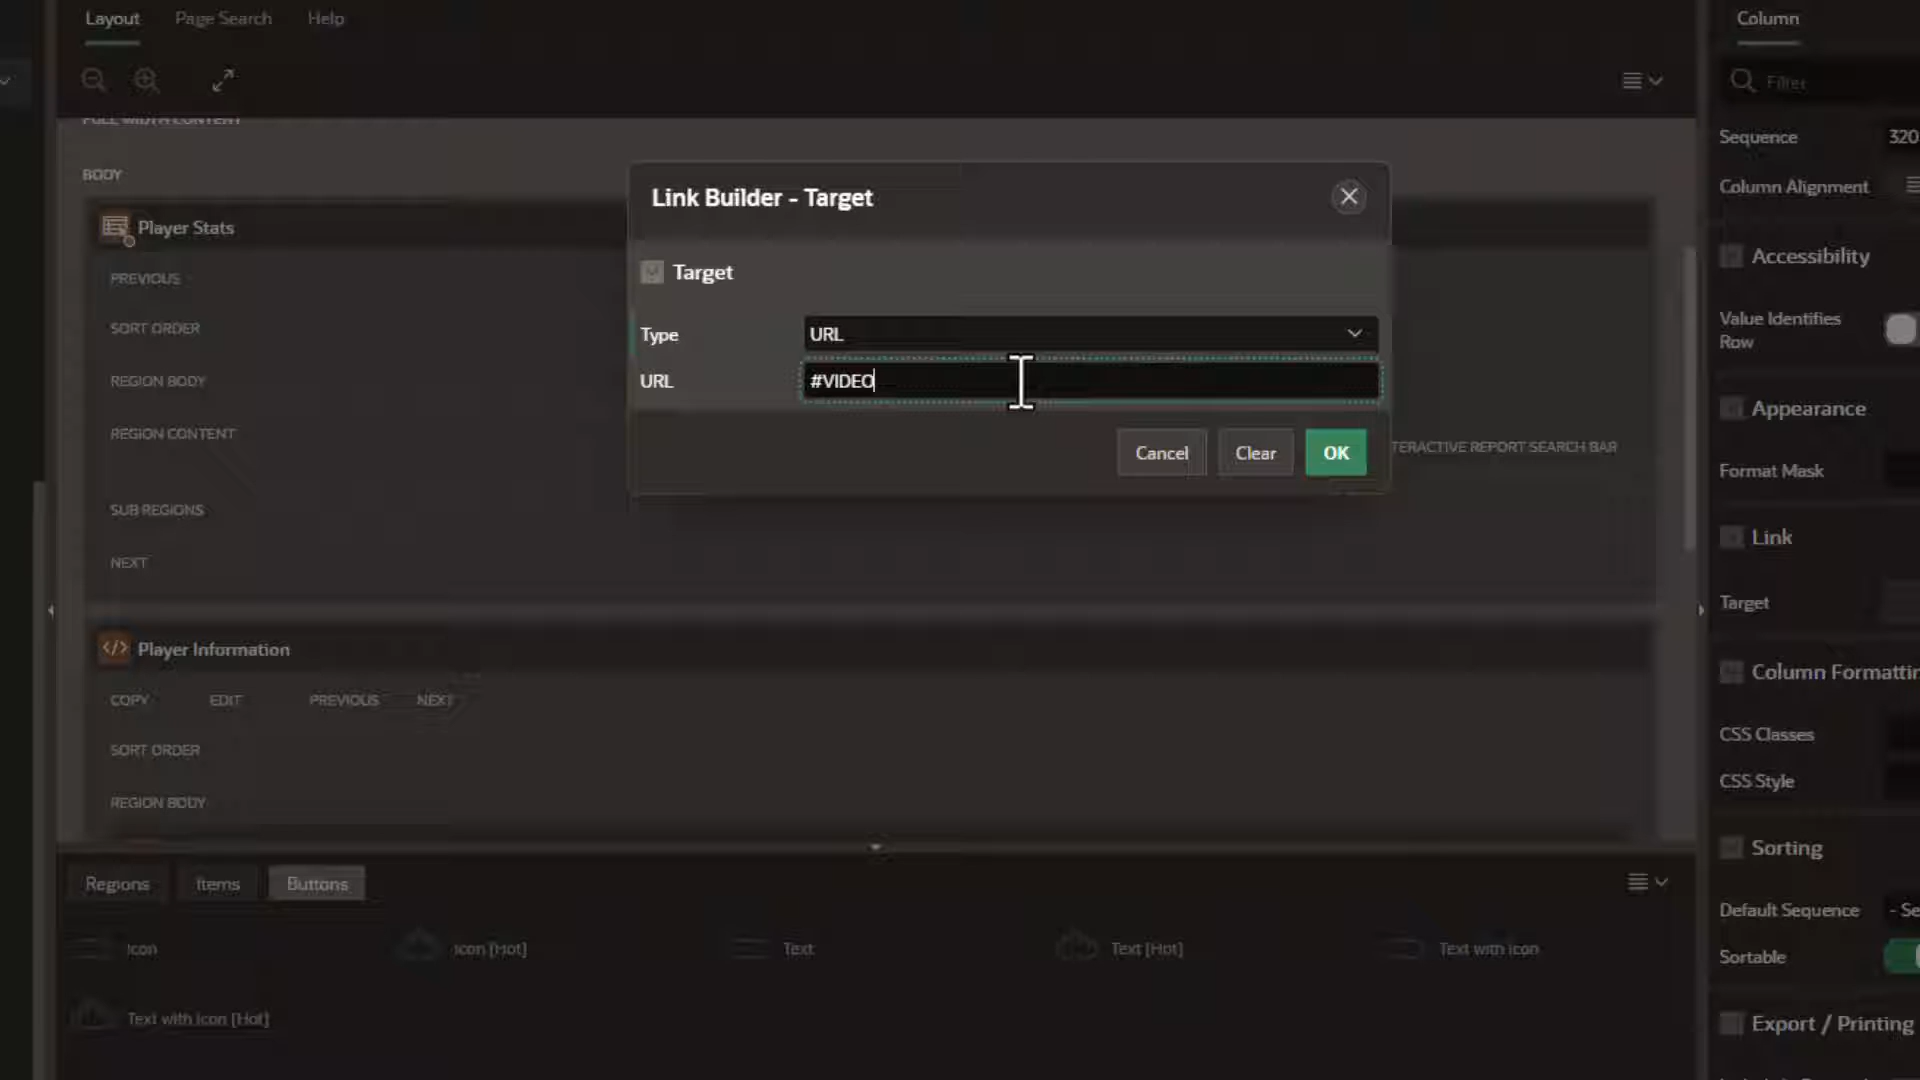 Layout
Page Search
Help
Column
Filter
FULL WIDTH CONTENT
BODY
Player Stats
PREVIOUS
SORT ORDER
REGION BODY
REGION CONTENT
SUB REGIONS
NEXT
Link Builder - Target
Target
Type
URL
URL
#VIDEO
Cancel
Clear
OK
TERACTIVE REPORT SEARCH BAR
Player Information
COPY
EDIT
PREVIOUS
NEXT
SORT ORDER
REGION BODY
Regions
Items
Buttons
Icon
Icon [Hot]
Text
Text [Hot]
Text with Icon
Text with Icon [Hot]
Sequence
320
Column Alignment
Accessibility
Value Identifies
Row
Appearance
Format Mask
Link
Target
Column Formattin
CSS Classes
CSS Style
Sorting
Default Sequence
- Se
Sortable
Export / Printing